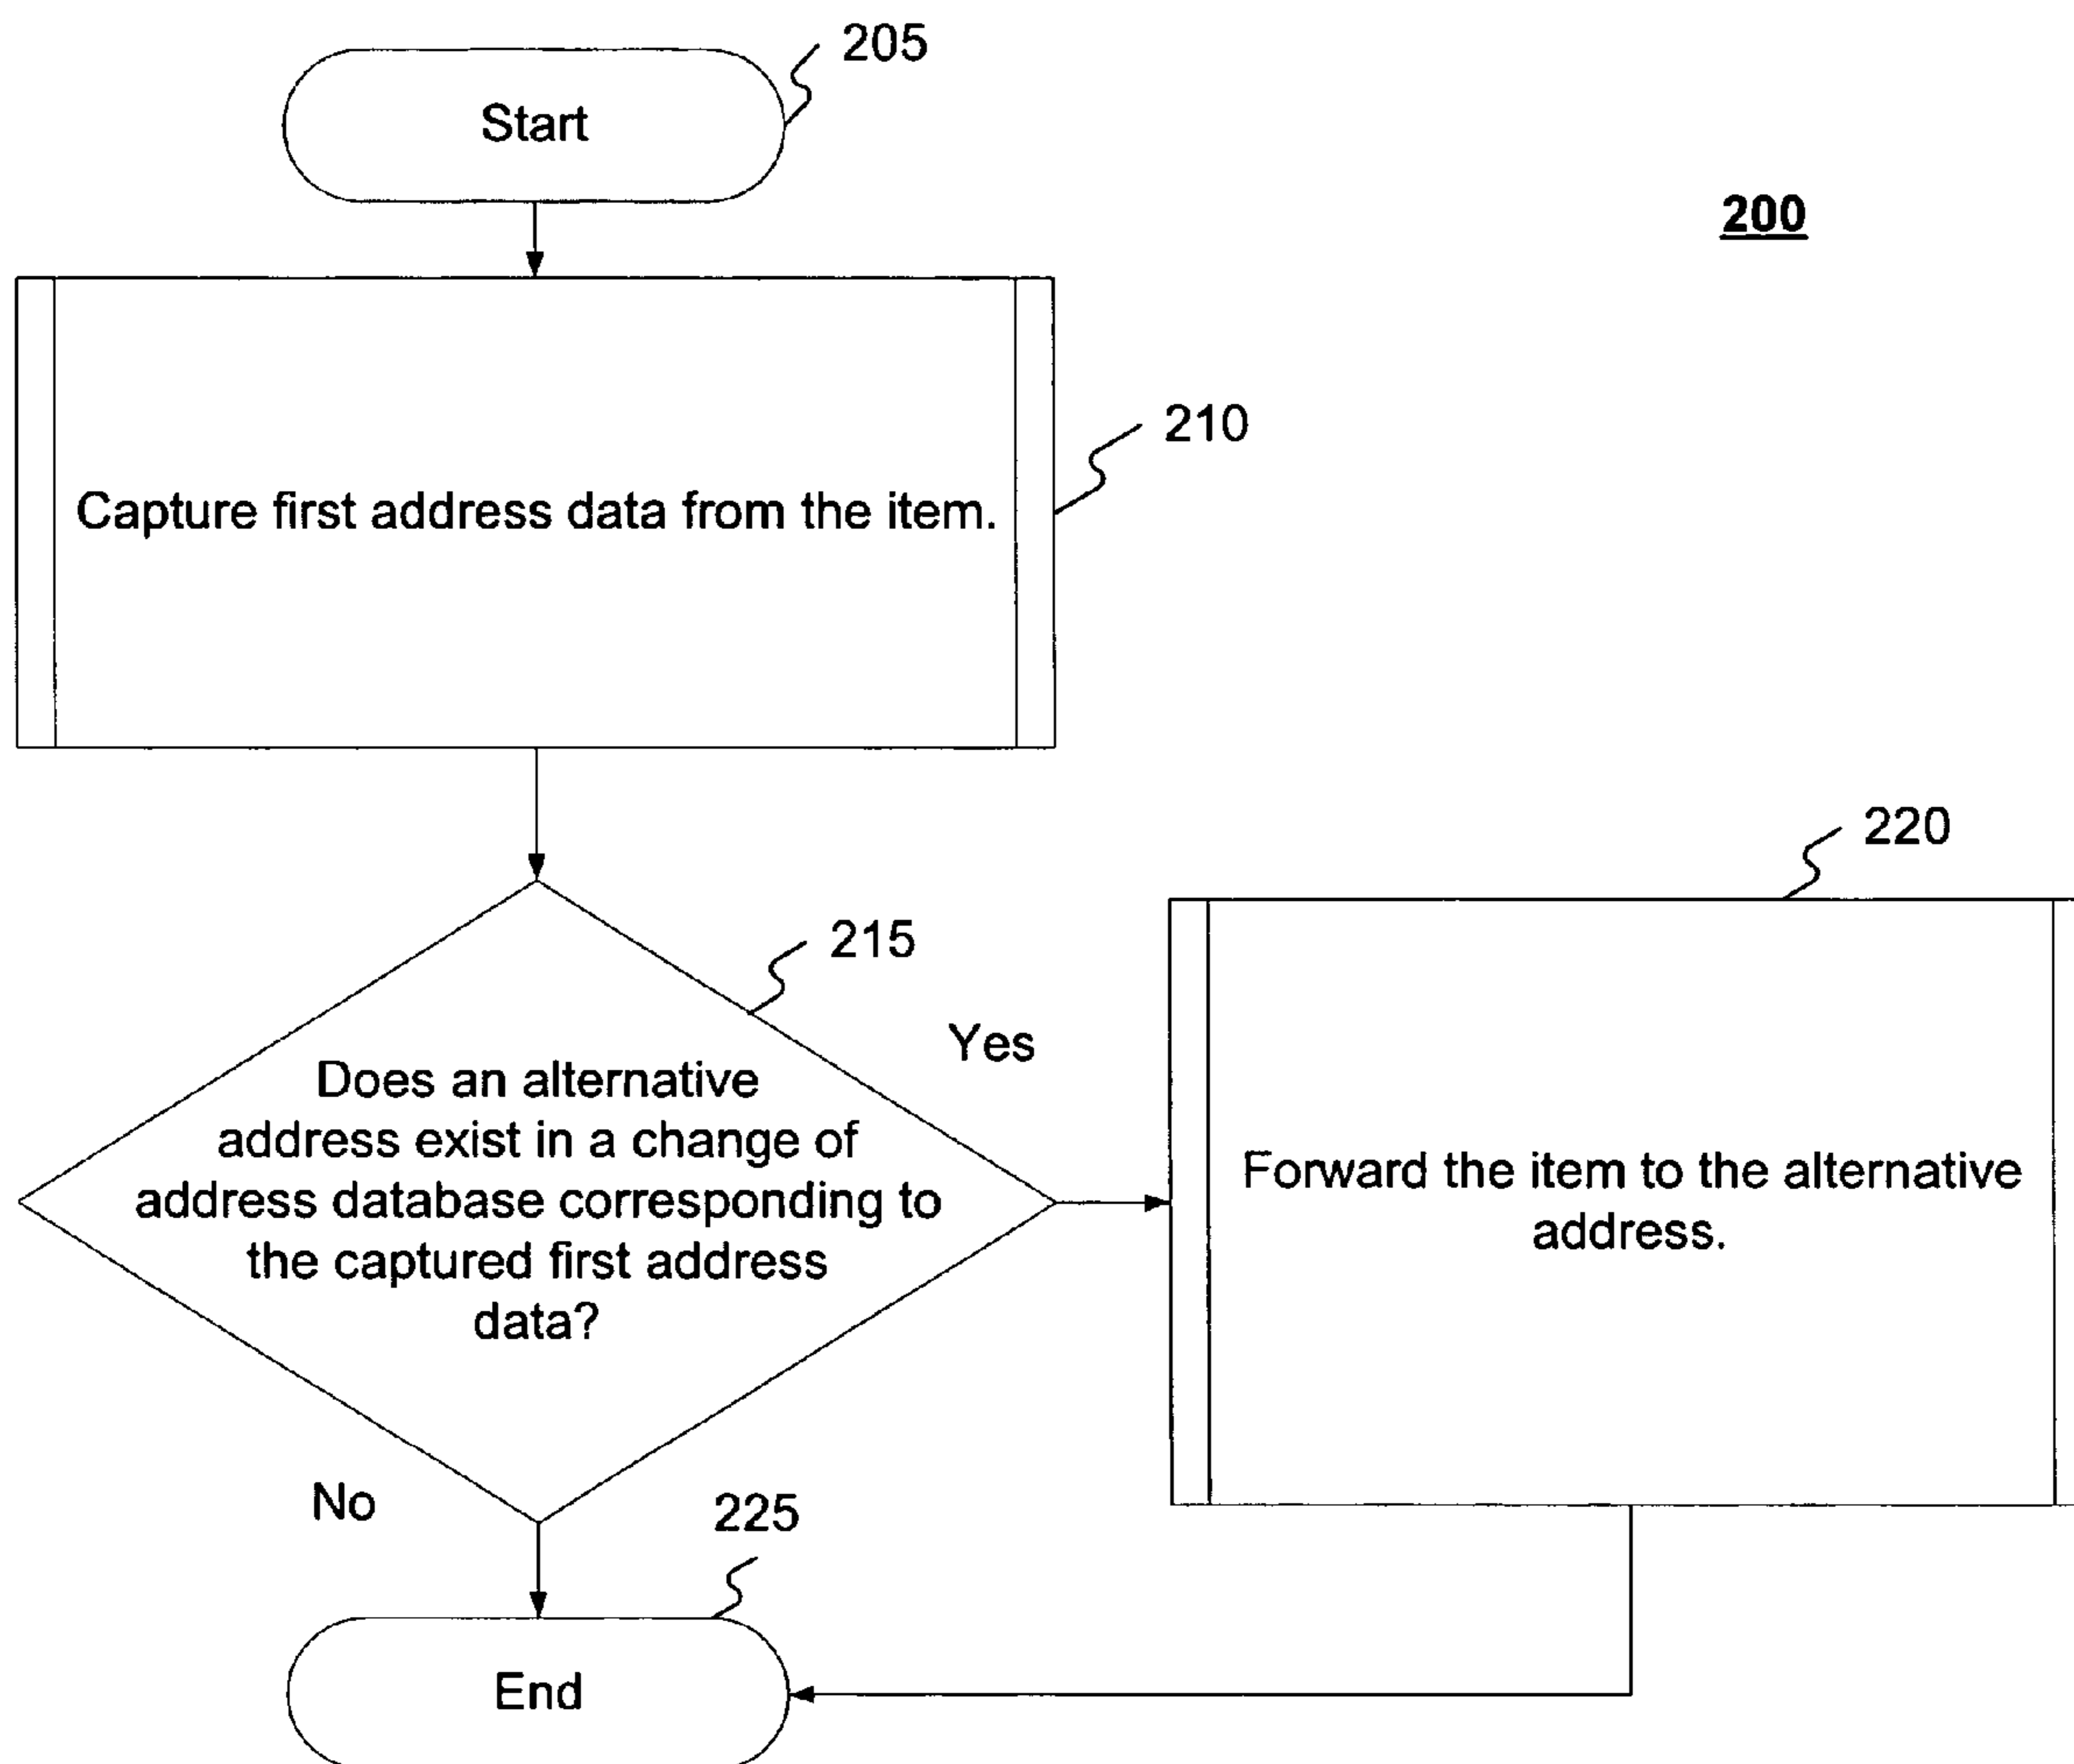 205
Start
200
210
Capture first address data from the item.
220
215
Yes
Does an alternative
address exist in a change of
address database corresponding to
the captured first address
data?
Forward the item to the alternative
address.
No
225
End